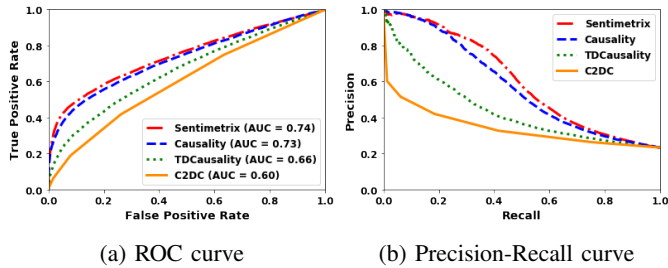 True Positive Rate
1.0
0.8
0.6
0.4
0.2
0.0
Sentimetrix (AUC = 0.74)
Causality (AUC = 0.73)
TDCausality (AUC = 0.66)
C2DC (AUC = 0.60)
0.0 0.2 0.4 0.6 0.8 1.0
False Positive Rate
(a) ROC curve
Precision
1.0
0.8
0.6
0.4
0.2
0.0
Sentimetrix
Causality
TDCausality
C2DC
0.0 0.2 0.4 0.6 0.8 1.0
Recall
(b) Precision-Recall curve